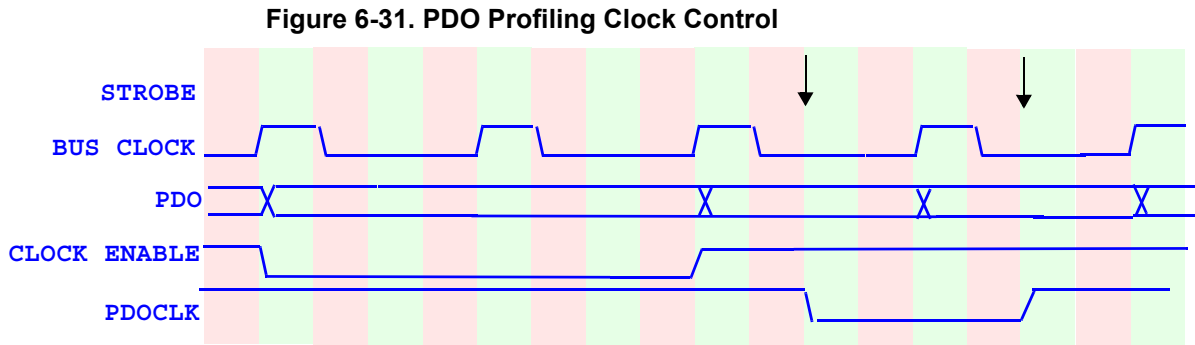 Figure 6-31. PDO Profiling Clock Control
STROBE
BUS CLOCK
PDO
CLOCK ENABLE
PDOCLK